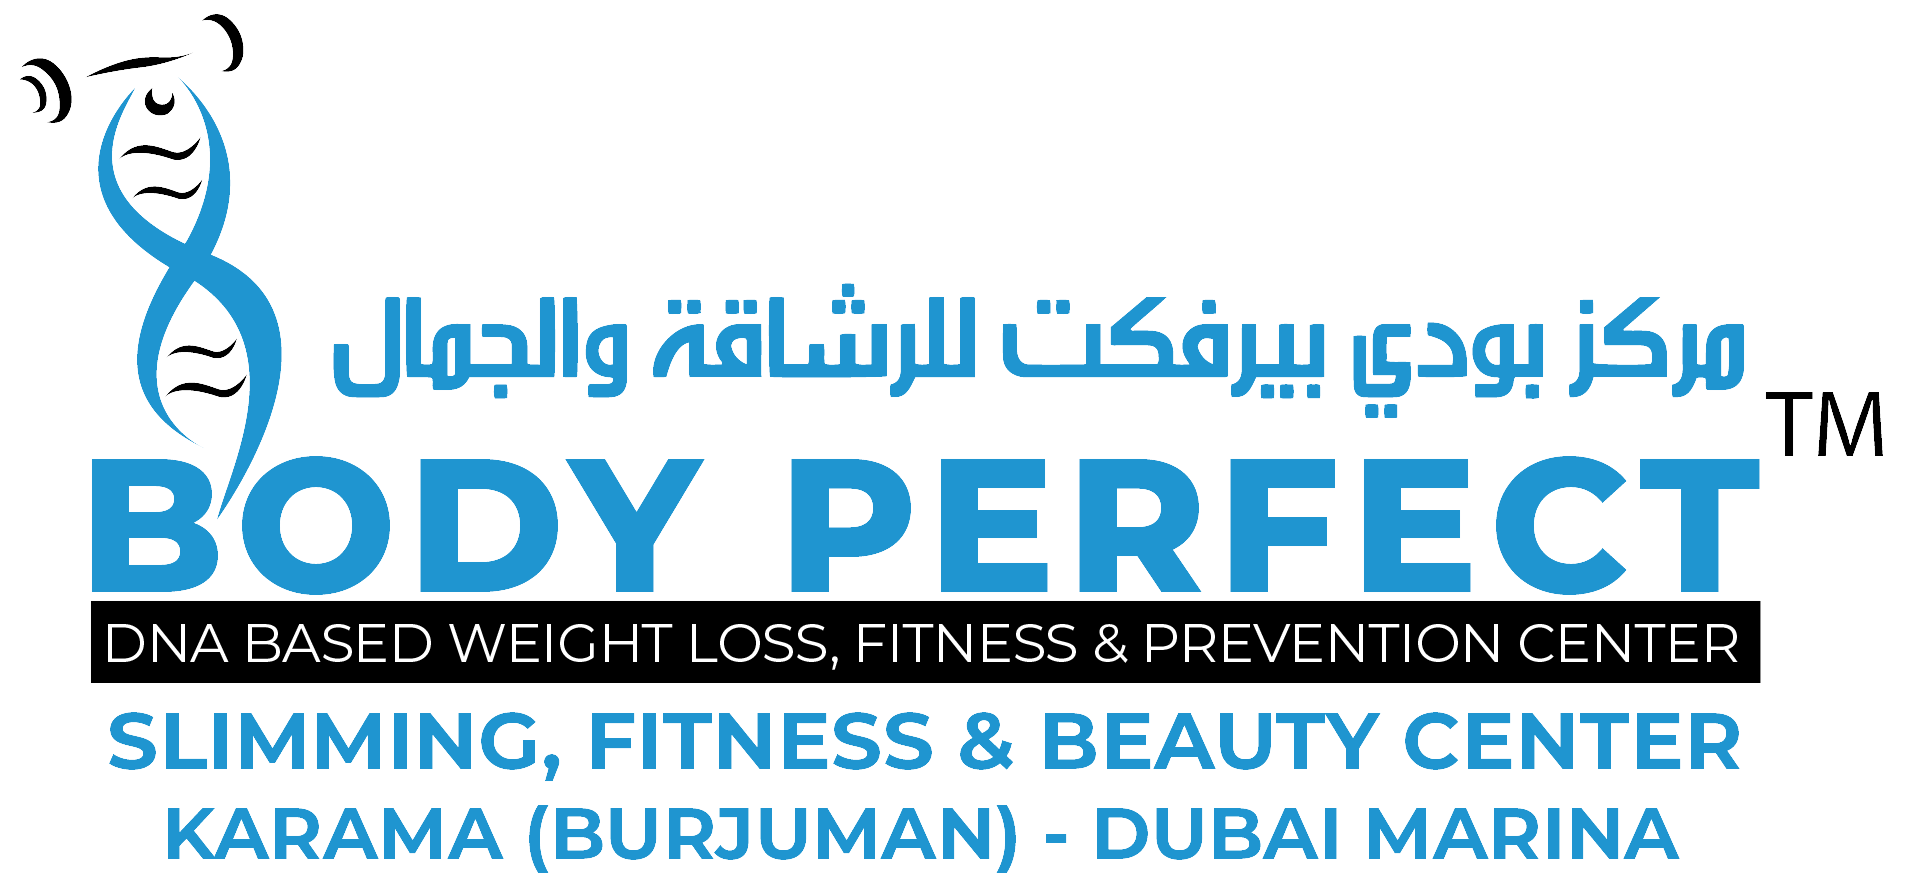 مركز بودي بيرفكت للرشاقة والجمال
BODY PERFECT TM
DNA BASED WEIGHT LOSS, FITNESS & PREVENTION CENTER
SLIMMING, FITNESS & BEAUTY CENTER
KARAMA (BURJUMAN) - DUBAI MARINA